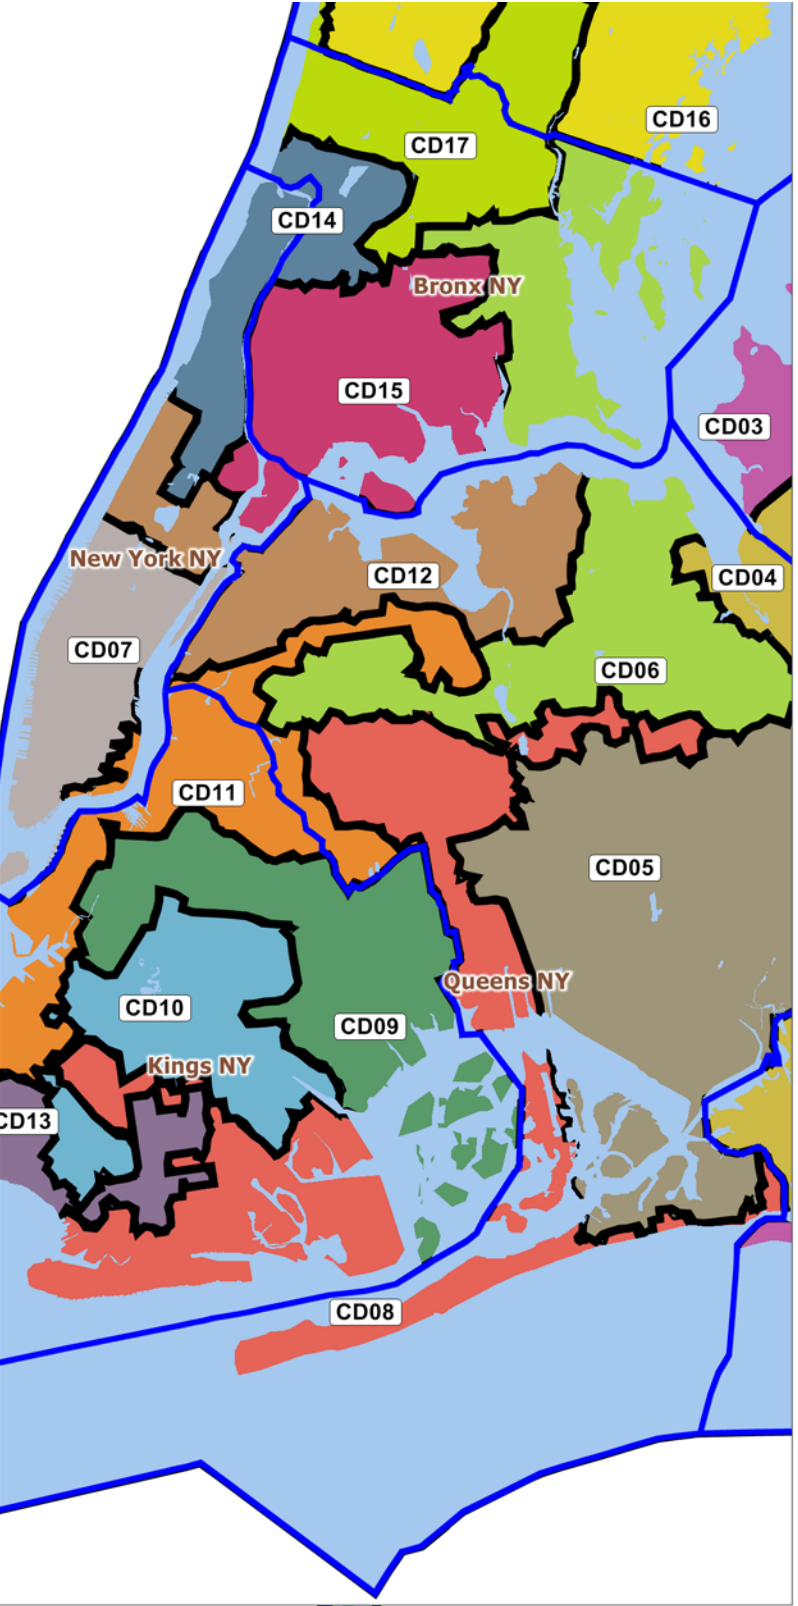 CD16
CD17
CD14
Bronx NY
CD15
CD03
New York NY
CD12
CD04
CD07
CD06
CD11
CD05
Queens NY
CD10
CD09
Kings NY
CD13
CD08